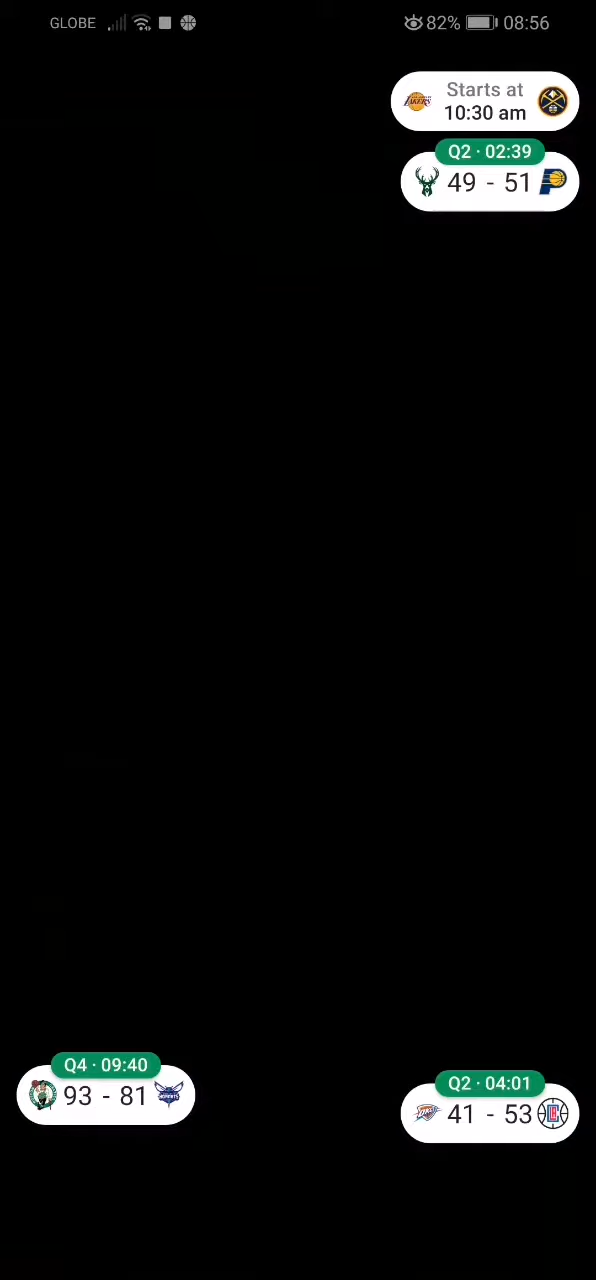 GLOBE 82% 08:56
Starts at
10:30 am
Q2 · 02:39
49 - 51
Q4 · 09:40
93 - 81
Q2 · 04:01
41 - 53